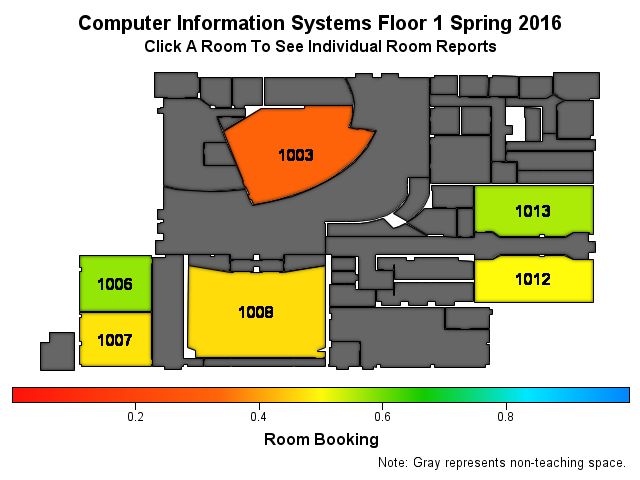 Computer Information Systems Floor 1 Spring 2016
Click A Room To See Individual Room Reports
1003
1013
1006
1012
1008
1007
0.2 0.4 0.6 0.8
Room Booking
Note: Gray represents non-teaching space.